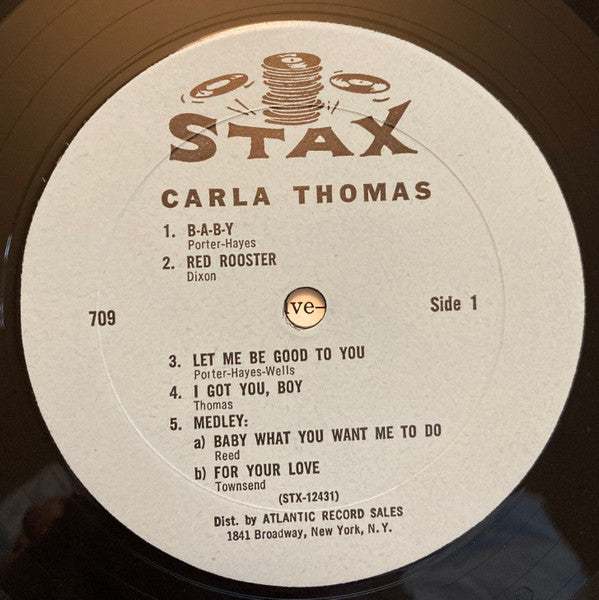 STAX
CARLA THOMAS
1. B-A-B-Y
Porter-Hayes
2. RED ROOSTER
Dixon
709
ve-
Side 1
3. LET ME BE GOOD TO YOU
Porter-Hayes-Wells
4. I GOT YOU, BOY
Thomas
5. MEDLEY:
a) BABY WHAT YOU WANT ME TO DO
Reed
b) FOR YOUR LOVE
Townsend
(STX-12431)
Dist. by ATLANTIC RECORD SALES
1841 Broadway, New York, N.Y.